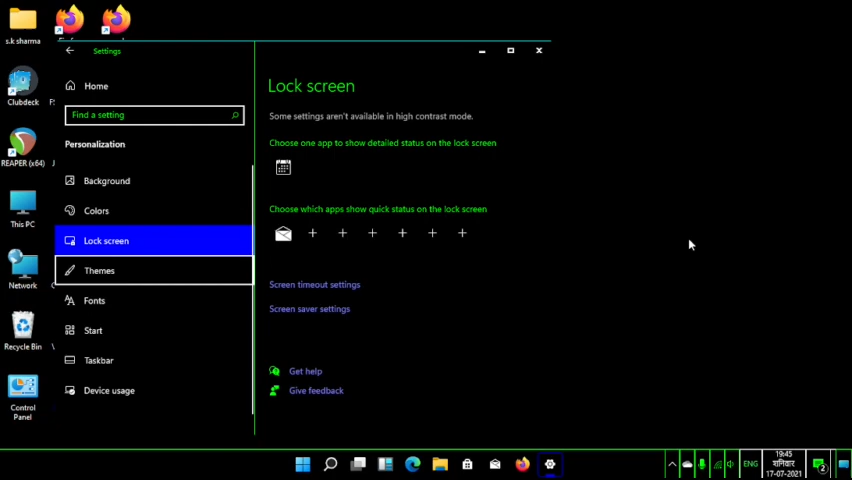 s.k sharma
Clubdeck
REAPER (x64)
This PC
Network
Recycle Bin
Control
Panel
Settings
Home
Find a setting
Personalization
Background
Colors
Lock screen
Themes
Fonts
Start
Taskbar
Device usage
Lock screen
Some settings aren't available in high contrast mode.
Choose one app to show detailed status on the lock screen
Choose which apps show quick status on the lock screen
Screen timeout settings
Screen saver settings
Get help
Give feedback
ENG
19:45
शनिवार
17-07-2021
2